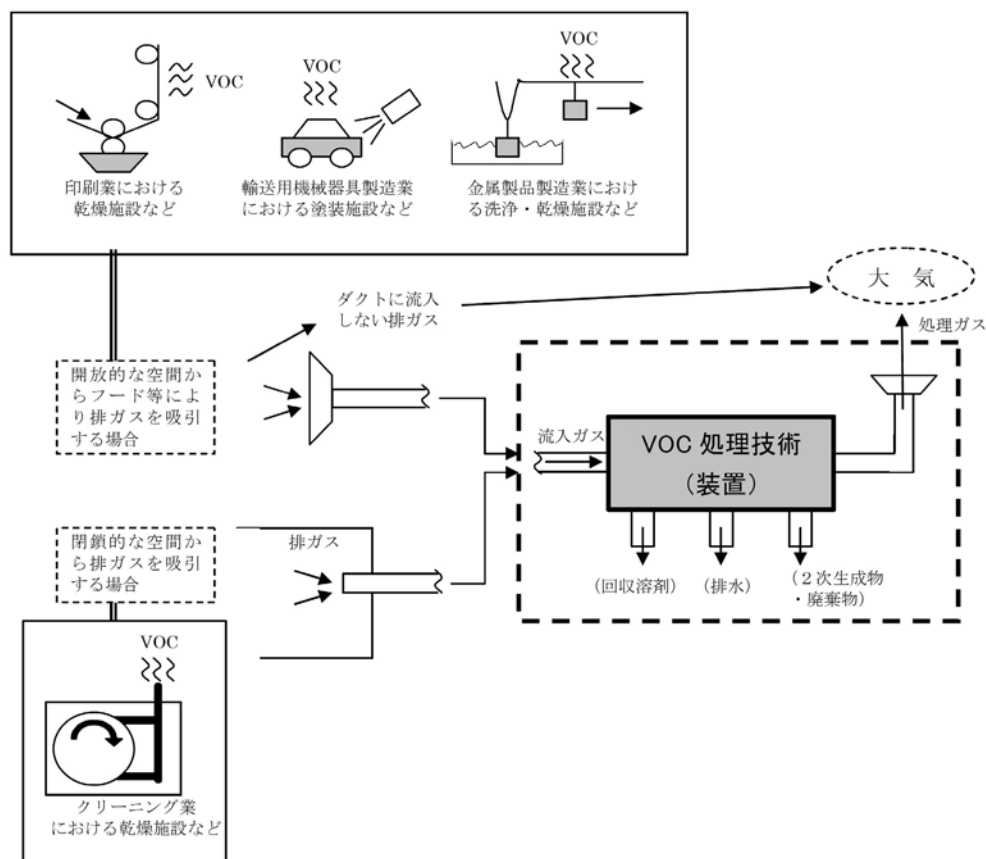 VOC
VOC
VOC
印刷業における
乾燥施設など
輸送用機械器具製造業
における塗装施設など
金属製品製造業におけ
る洗浄・乾燥施設など
ダクトに流入
しない排ガス
大 気
処理ガス
開放的な空間か
らフード等によ
り排ガスを吸引
する場合
流入ガス
VOC 処理技術
（装置）
閉鎖的な空間か
ら排ガスを吸引
する場合
排ガス
（回収溶剤）
（排水）
（２次生成物
・廃棄物）
VOC
クリーニング業
における乾燥施設など